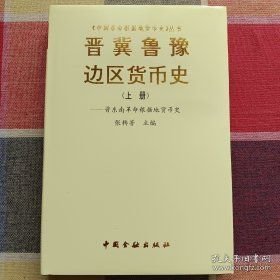 《中国革命根据地货币史》丛书
晋冀鲁豫
边区货币史
（上册）
——晋东南革命根据地货币史
张转芳 主编
中国金融出版社